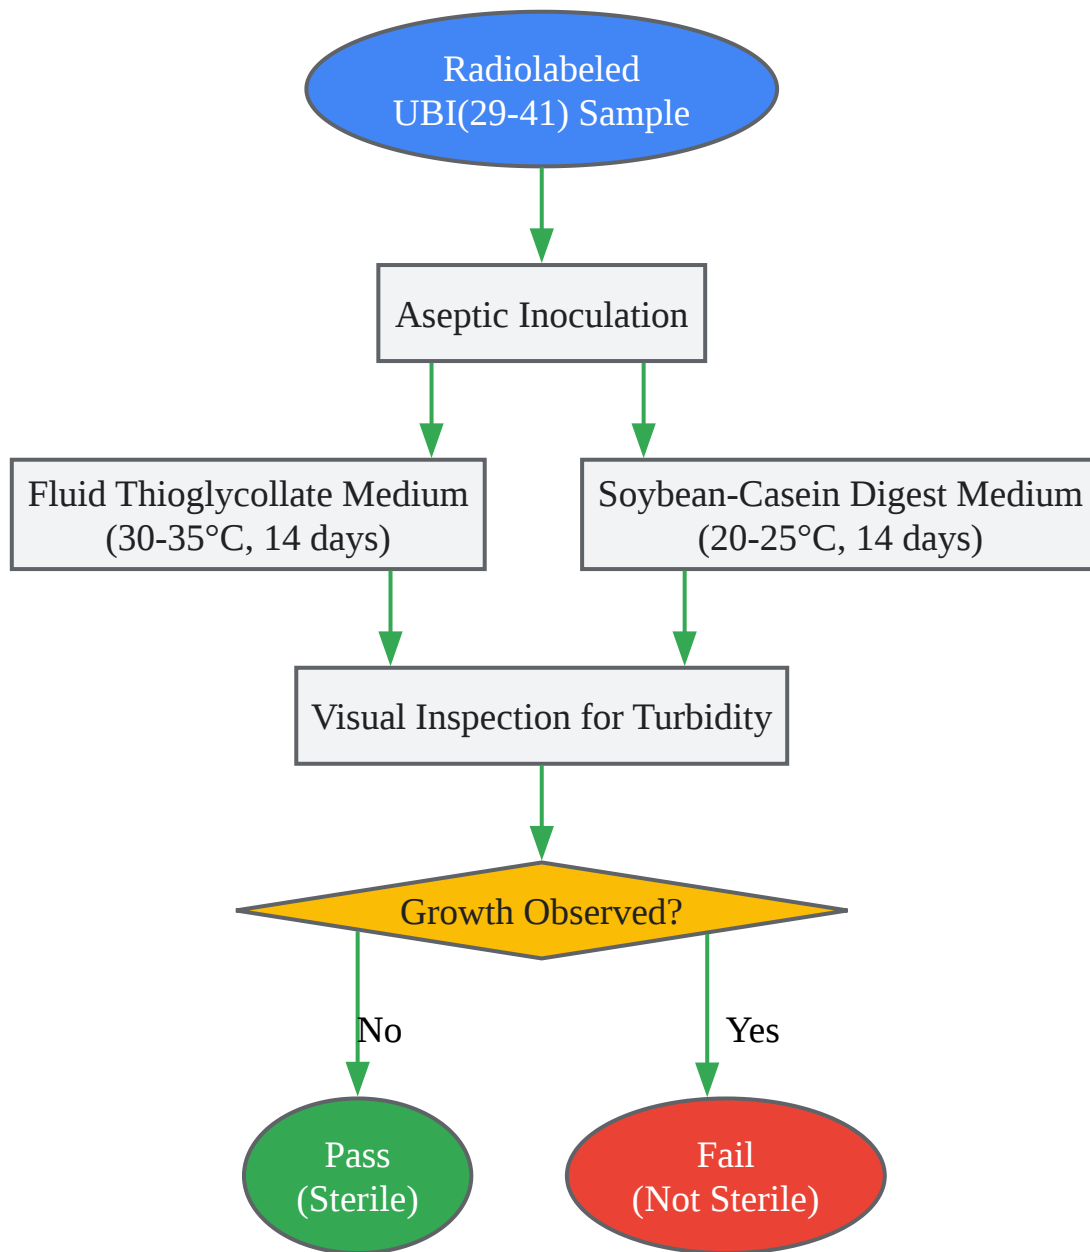 Radiolabeled
UBI(29-41) Sample
Aseptic Inoculation
Fluid Thioglycollate Medium
(30-35°C, 14 days)
Soybean-Casein Digest Medium
(20-25°C, 14 days)
Visual Inspection for Turbidity
Growth Observed?
No
Yes
Pass
(Sterile)
Fail
(Not Sterile)